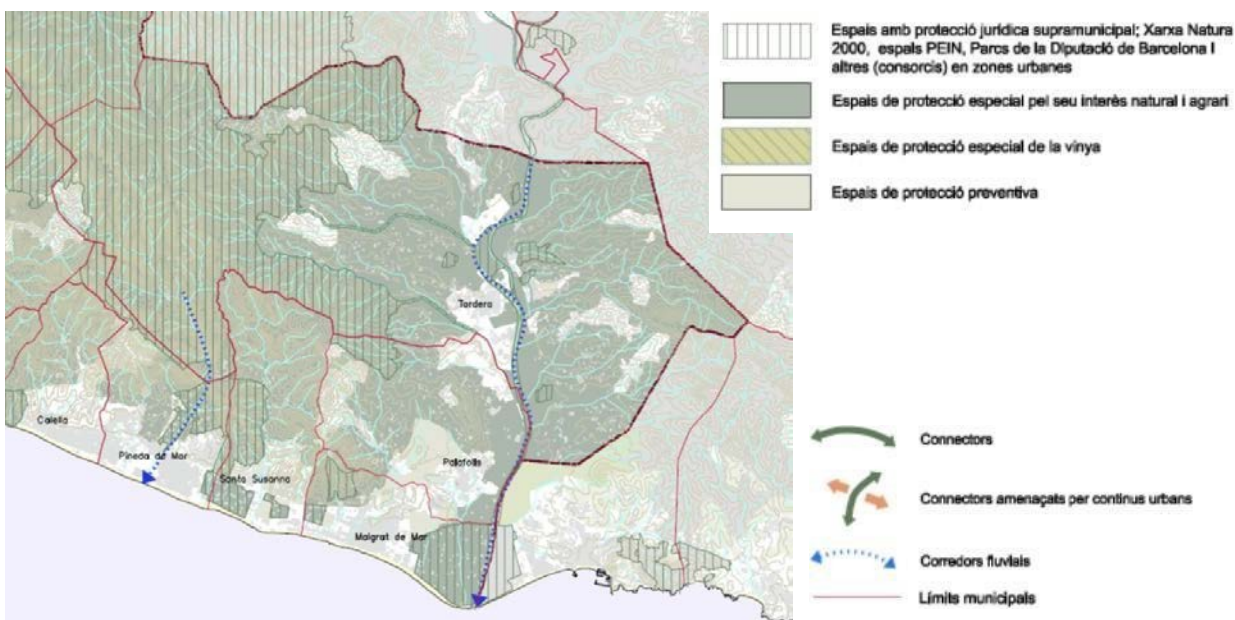 Espais amb protecció jurídica supramunicipal; Xarxa Natura
2000, espais PEIN, Parcs de la Diputació de Barcelona i
altres (consorcis) en zones urbanes
Espais de protecció especial pel seu interès natural i agrari
Espais de protecció especial de la vinya
Espais de protecció preventiva
Tordera
Calella
Pineda de Mar
Palafolls
Santa Susanna
Malgrat de Mar
Connectors
Connectors amenaçats per continus urbans
Corredors fluvials
Límits municipals